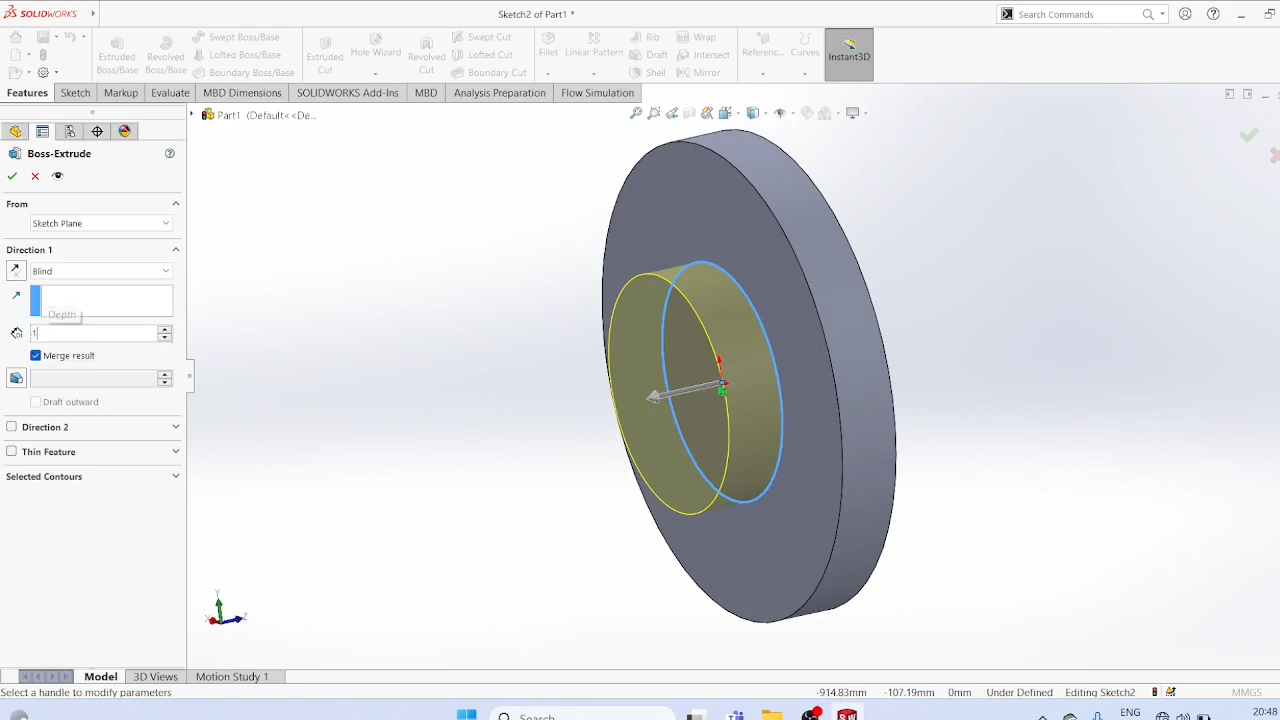 SOLIDWORKS
Sketch2 of Part1 *
Search Commands
Extruded Boss/Base
Revolved Boss/Base
Swept Boss/Base
Lofted Boss/Base
Boundary Boss/Base
Extruded Cut
Hole Wizard
Revolved Cut
Swept Cut
Lofted Cut
Boundary Cut
Fillet
Linear Pattern
Rib
Draft
Shell
Wrap
Intersect
Mirror
Referenc...
Curves
Instant3D
Features
Sketch
Markup
Evaluate
MBD Dimensions
SOLIDWORKS Add-Ins
MBD
Analysis Preparation
Flow Simulation
Part1 (Default<<De...
Boss-Extrude
From
Sketch Plane
Direction 1
Blind
Depth
Merge result
Draft outward
Direction 2
Thin Feature
Selected Contours
Y
X
Z
Model
3D Views
Motion Study 1
Select a handle to modify parameters
-914.83mm
-107.19mm
0mm
Under Defined
Editing Sketch2
MMGS
Search
ENG
20:48